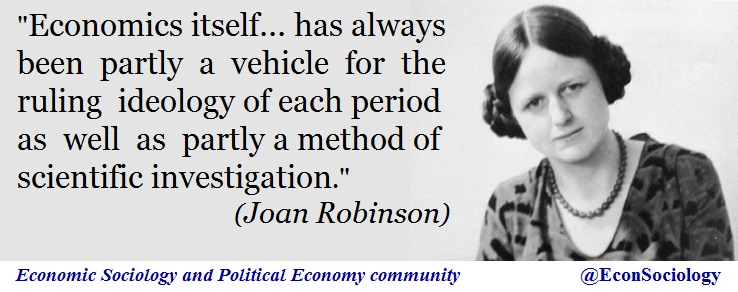 "Economics itself... has always
been partly a vehicle for the
ruling ideology of each period
as well as partly a method of
scientific investigation."
(Joan Robinson)
Economic Sociology and Political Economy community
@EconSociology